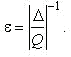 ε = |Δ/Q|⁻¹.